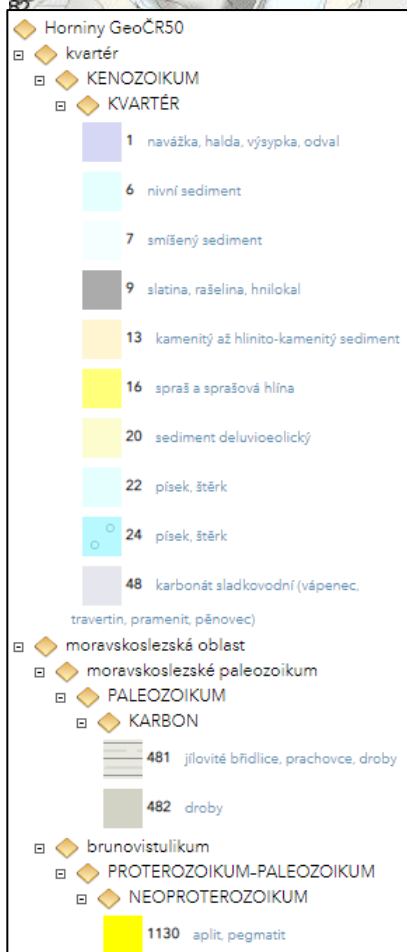 82
Horniny GeoČR50
kvartér
KENOZOIKUM
KVARTÉR
1 navážka, halda, výsypka, odval
6 nivní sediment
7 smíšený sediment
9 slatina, rašelina, hnilokal
13 kamenitý až hlinito-kamenitý sediment
16 spraš a sprašová hlína
20 sediment deluvioeolický
22 písek, štěrk
24 písek, štěrk
48 karbonát sladkovodní (vápenec,
travertin, pramenit, pěnovec)
moravskoslezská oblast
moravskoslezské paleozoikum
PALEOZOIKUM
KARBON
481 jílovité břidlice, prachovce, droby
482 droby
brunovistulikum
PROTEROZOIKUM-PALEOZOIKUM
NEOPROTEROZOIKUM
1130 aplit, pegmatit